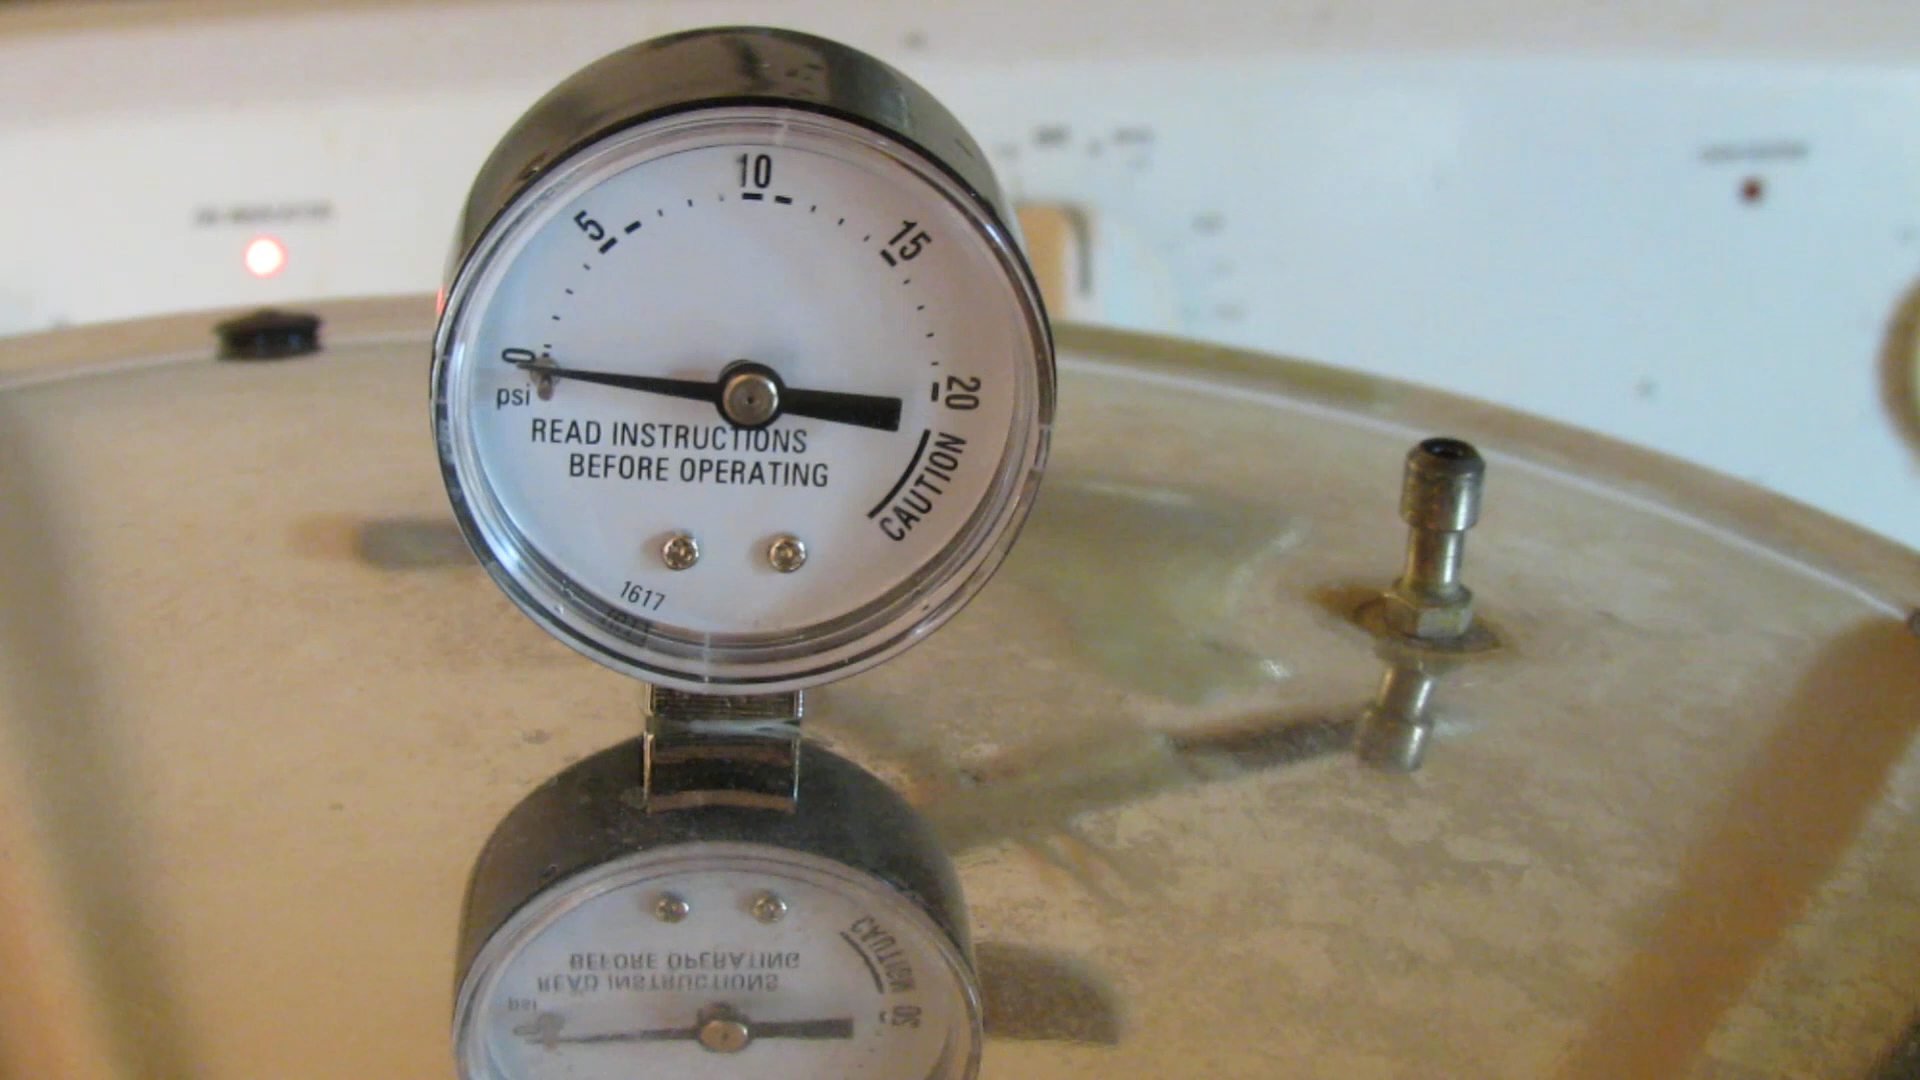 10
5
15
0
20
psi
READ INSTRUCTIONS
BEFORE OPERATING
CAUTION
1617